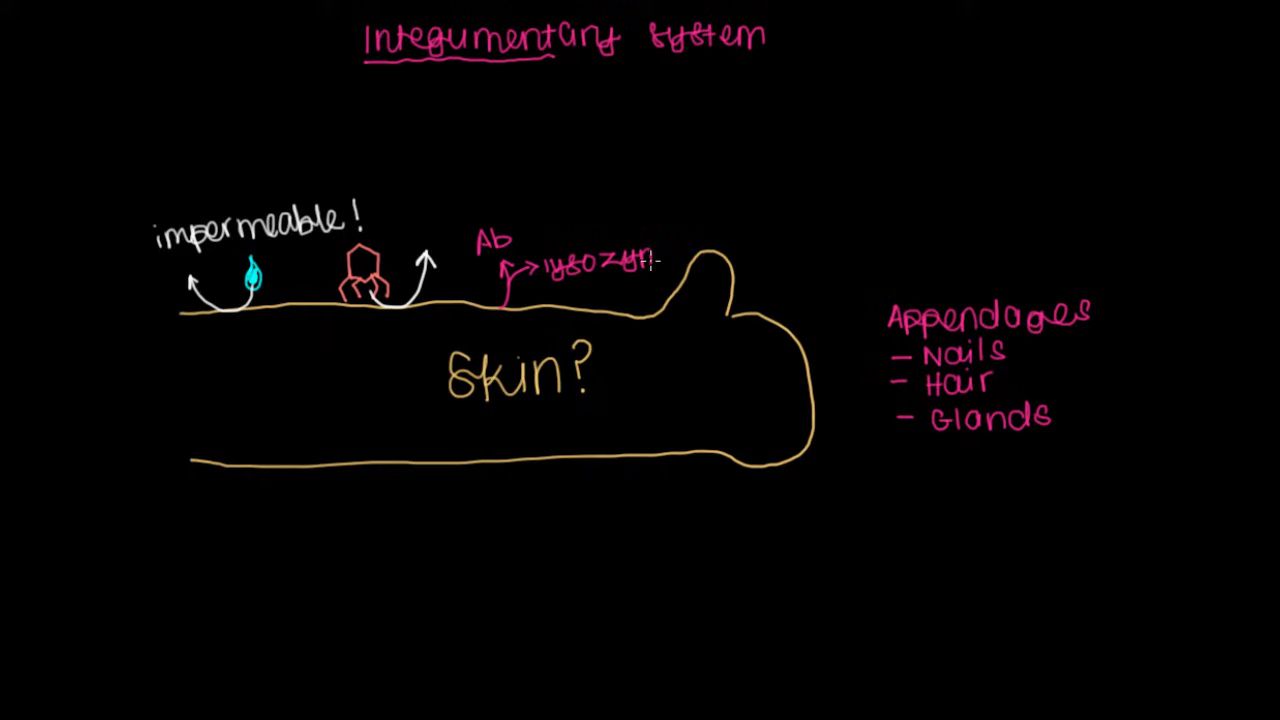 Integumentary system
impermeable!
Ab
lysozym
Skin?
Appendages
- Nails
- Hair
- Glands